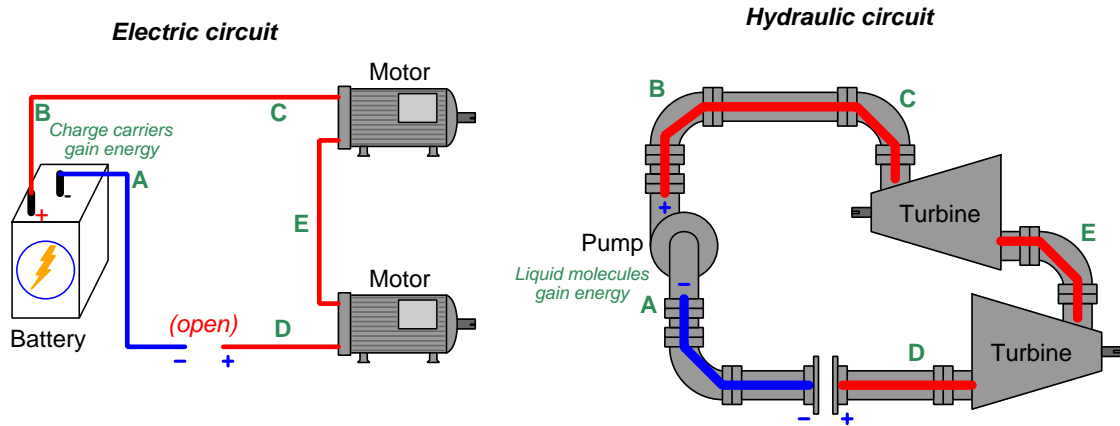 Electric circuit
Motor
B
C
Charge carriers
gain energy
A
-
+
E
Motor
(open)
D
Battery
- +
Hydraulic circuit
B
C
+
Turbine
Pump
E
Liquid molecules
gain energy
-
A
Turbine
D
- +